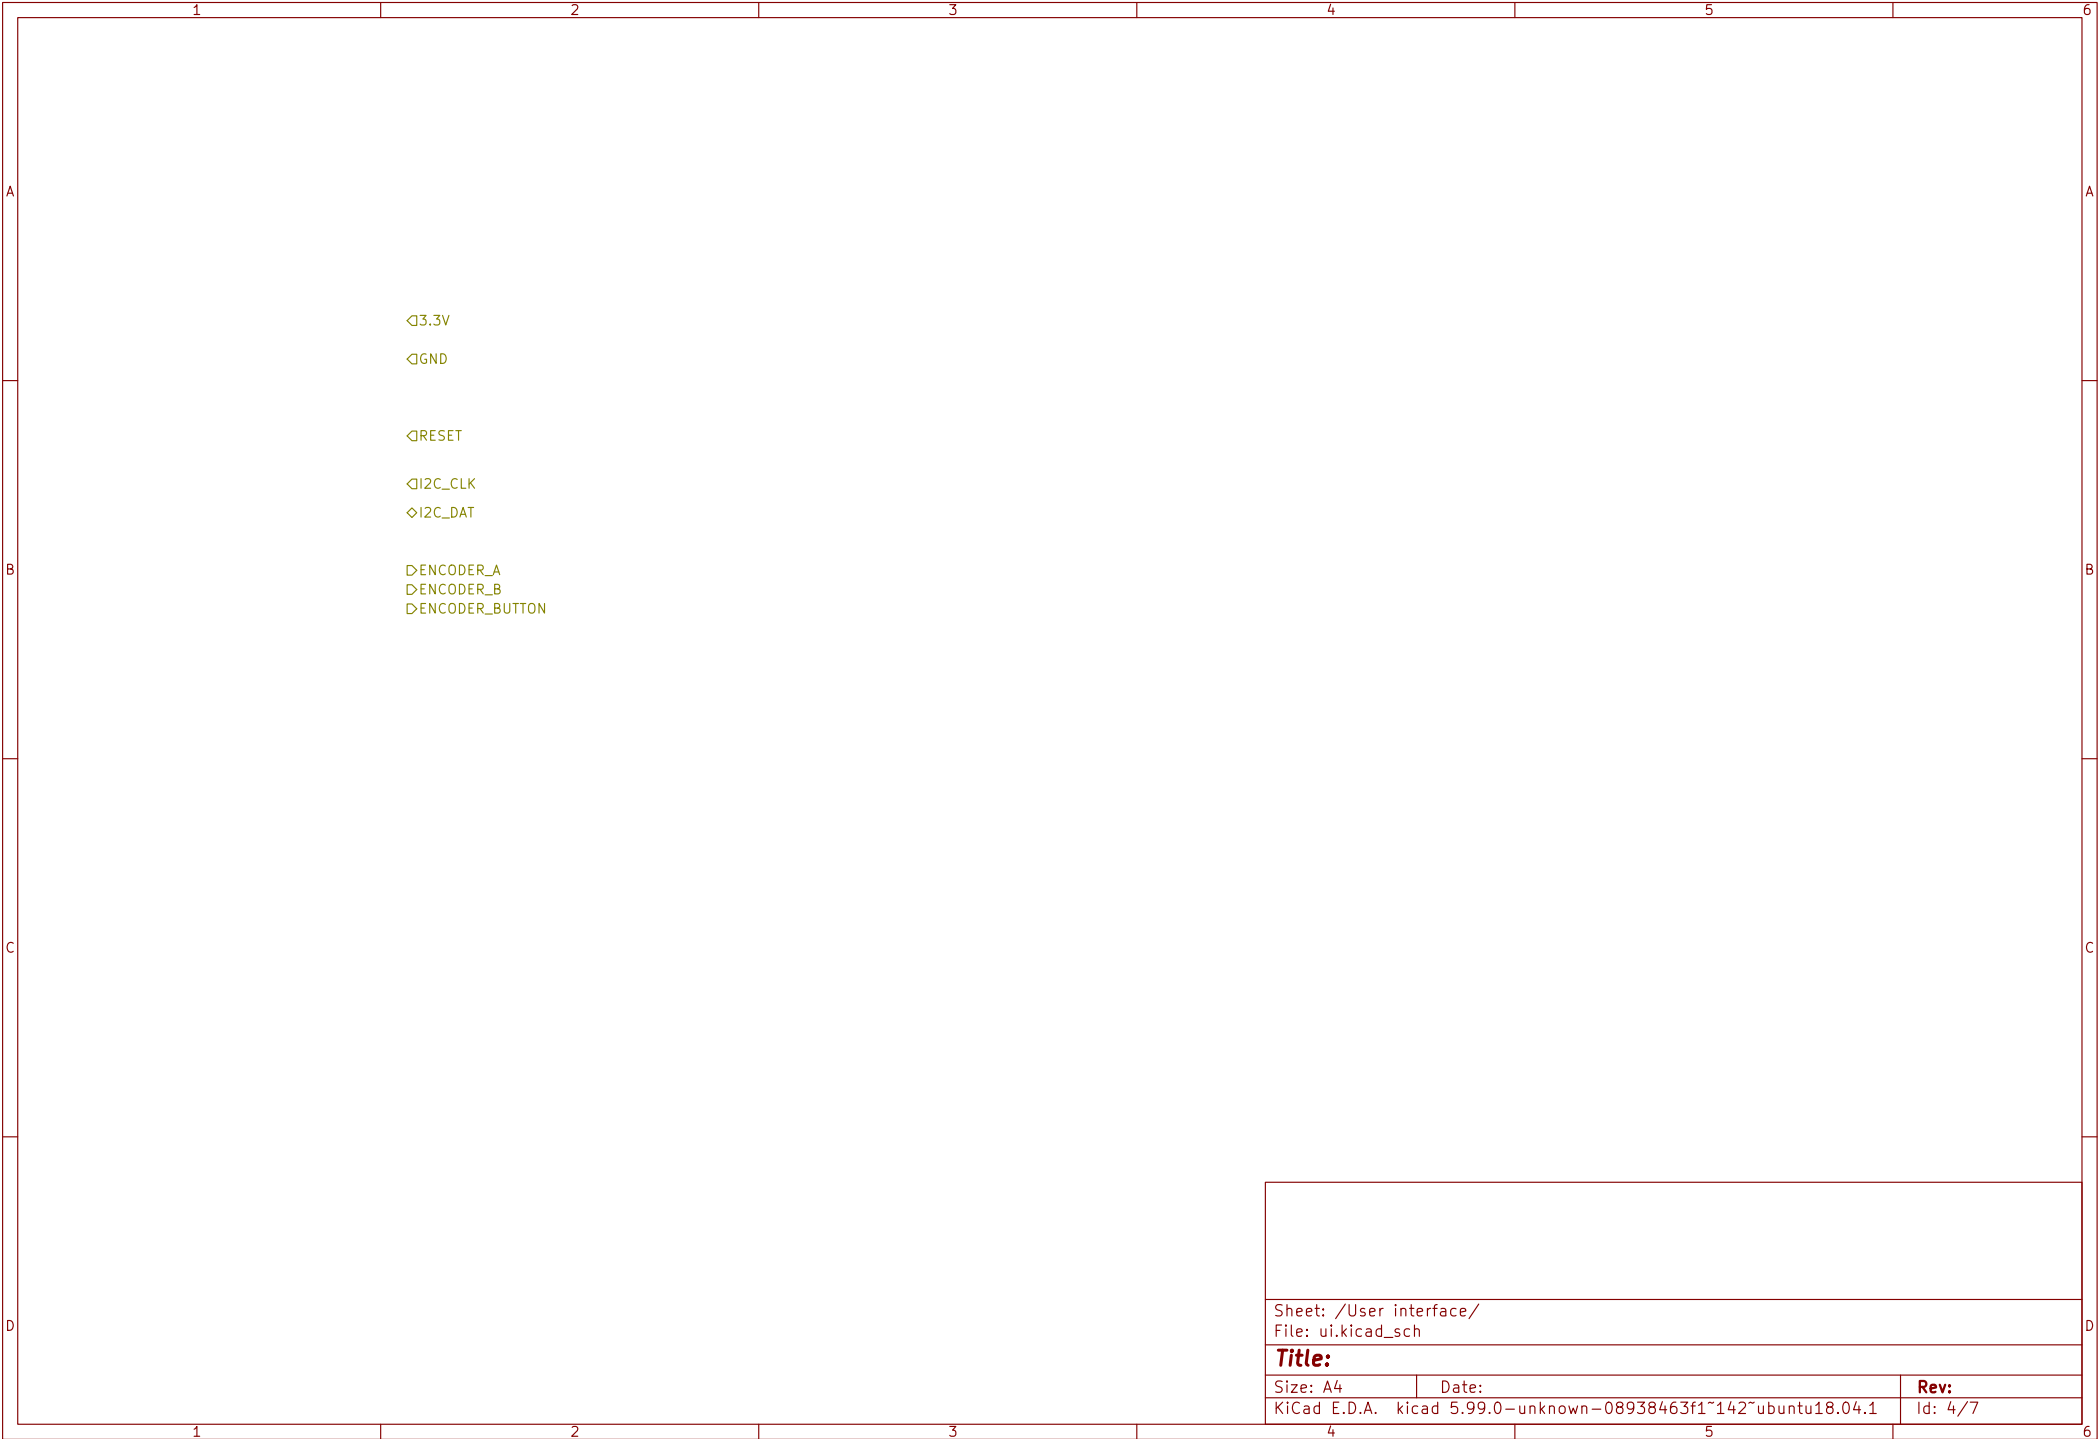 1 2 3 4 5 6
A A
3.3V
GND
RESET
I2C_CLK
I2C_DAT
B B
ENCODER_A
ENCODER_B
ENCODER_BUTTON
C C
Sheet: /User interface/
D D
File: ui.kicad_sch
Title:
Size: A4 Date: Rev:
KiCad E.D.A. kicad 5.99.0-unknown-08938463f1~142~ubuntu18.04.1 Id: 4/7
1 2 3 4 5 6